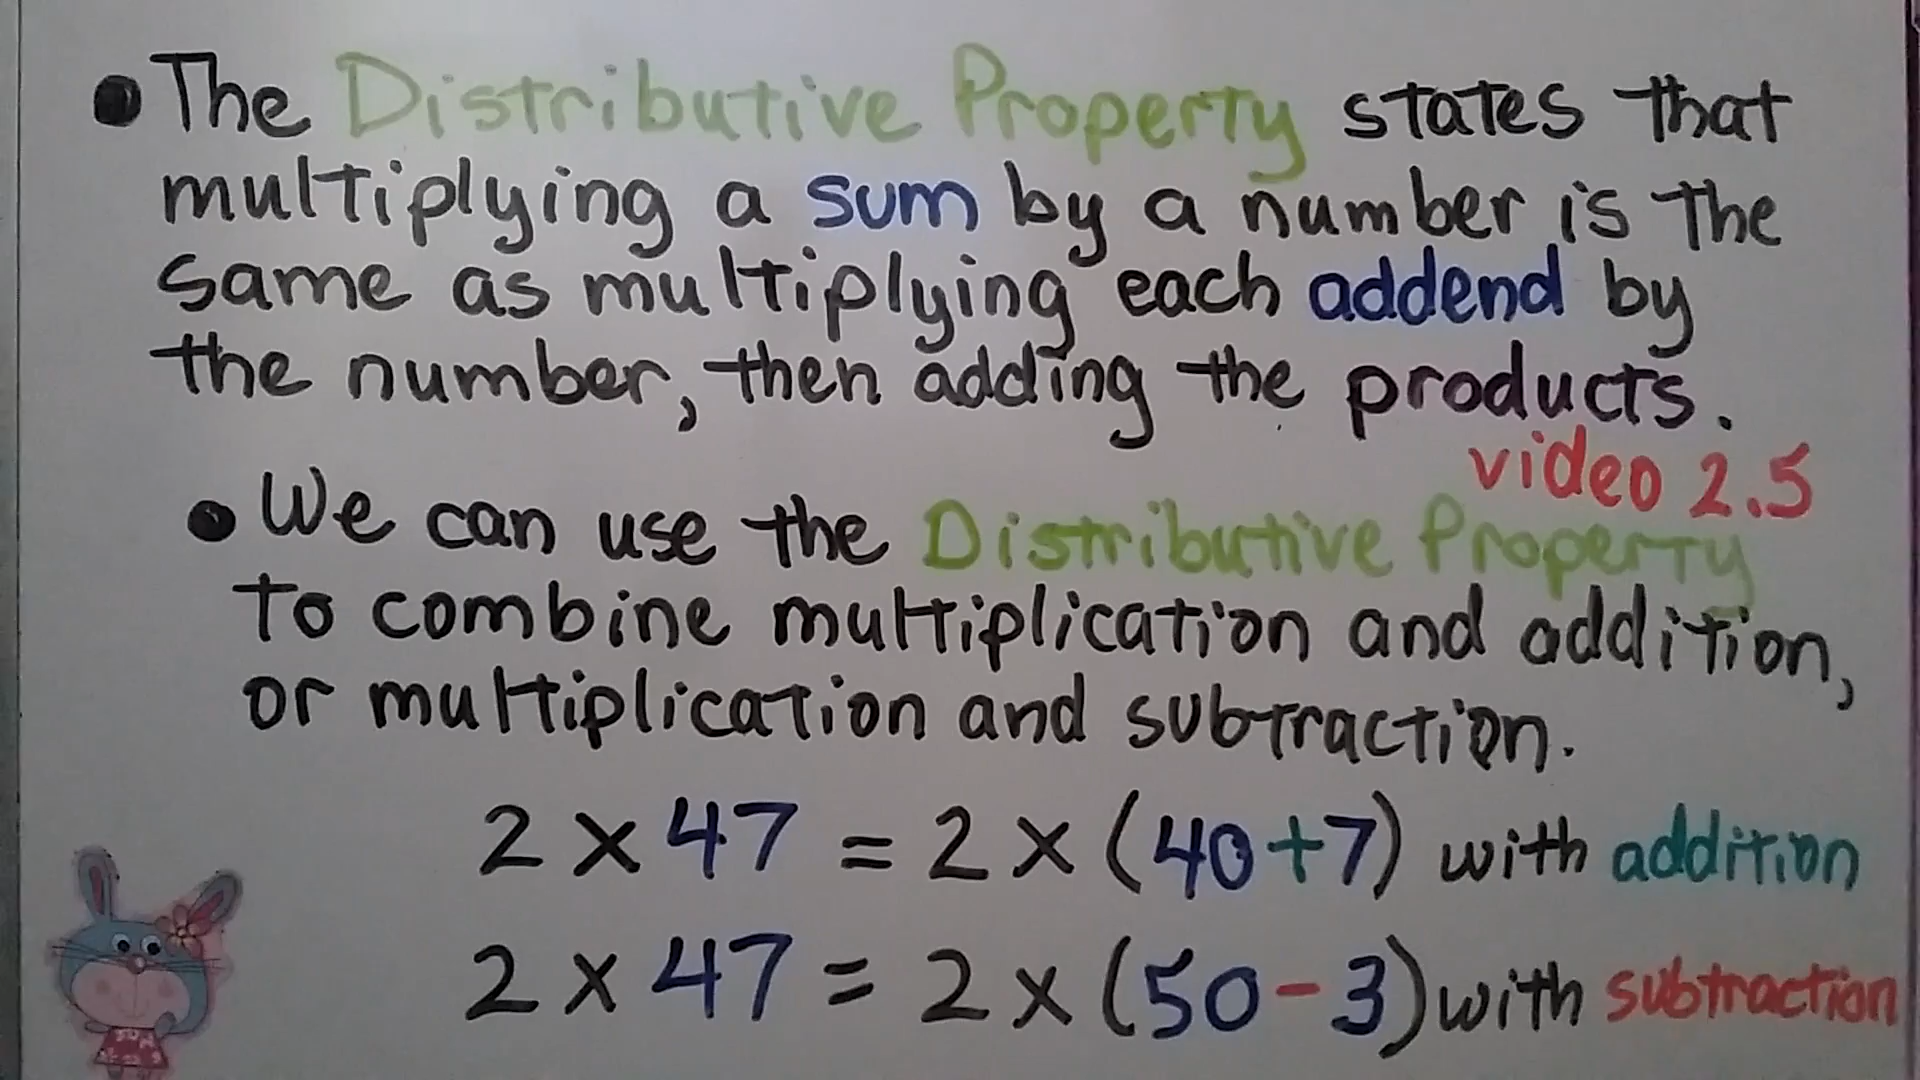 • The Distributive Property states that
multiplying a sum by a number is the
same as multiplying each addend by
the number, then adding the products.
video 2.5
• We can use the Distributive Property
to combine multiplication and addition,
or multiplication and subtraction.
2 × 47 = 2 × (40+7) with addition
2 × 47 = 2 × (50-3) with subtraction